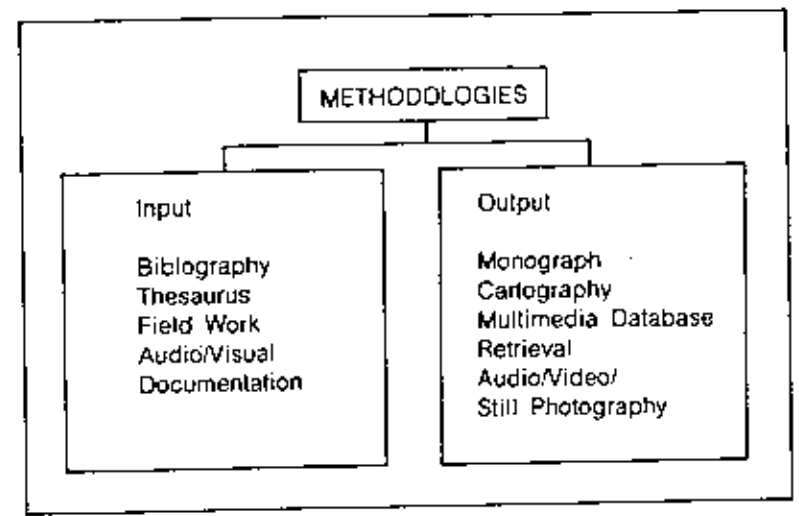 METHODOLOGIES
Input
Biblography
Thesaurus
Field Work
Audio/Visual
Documentation
Output
Monograph
Cartography
Multimedia Database
Retrieval
Audio/Video/
Still Photography